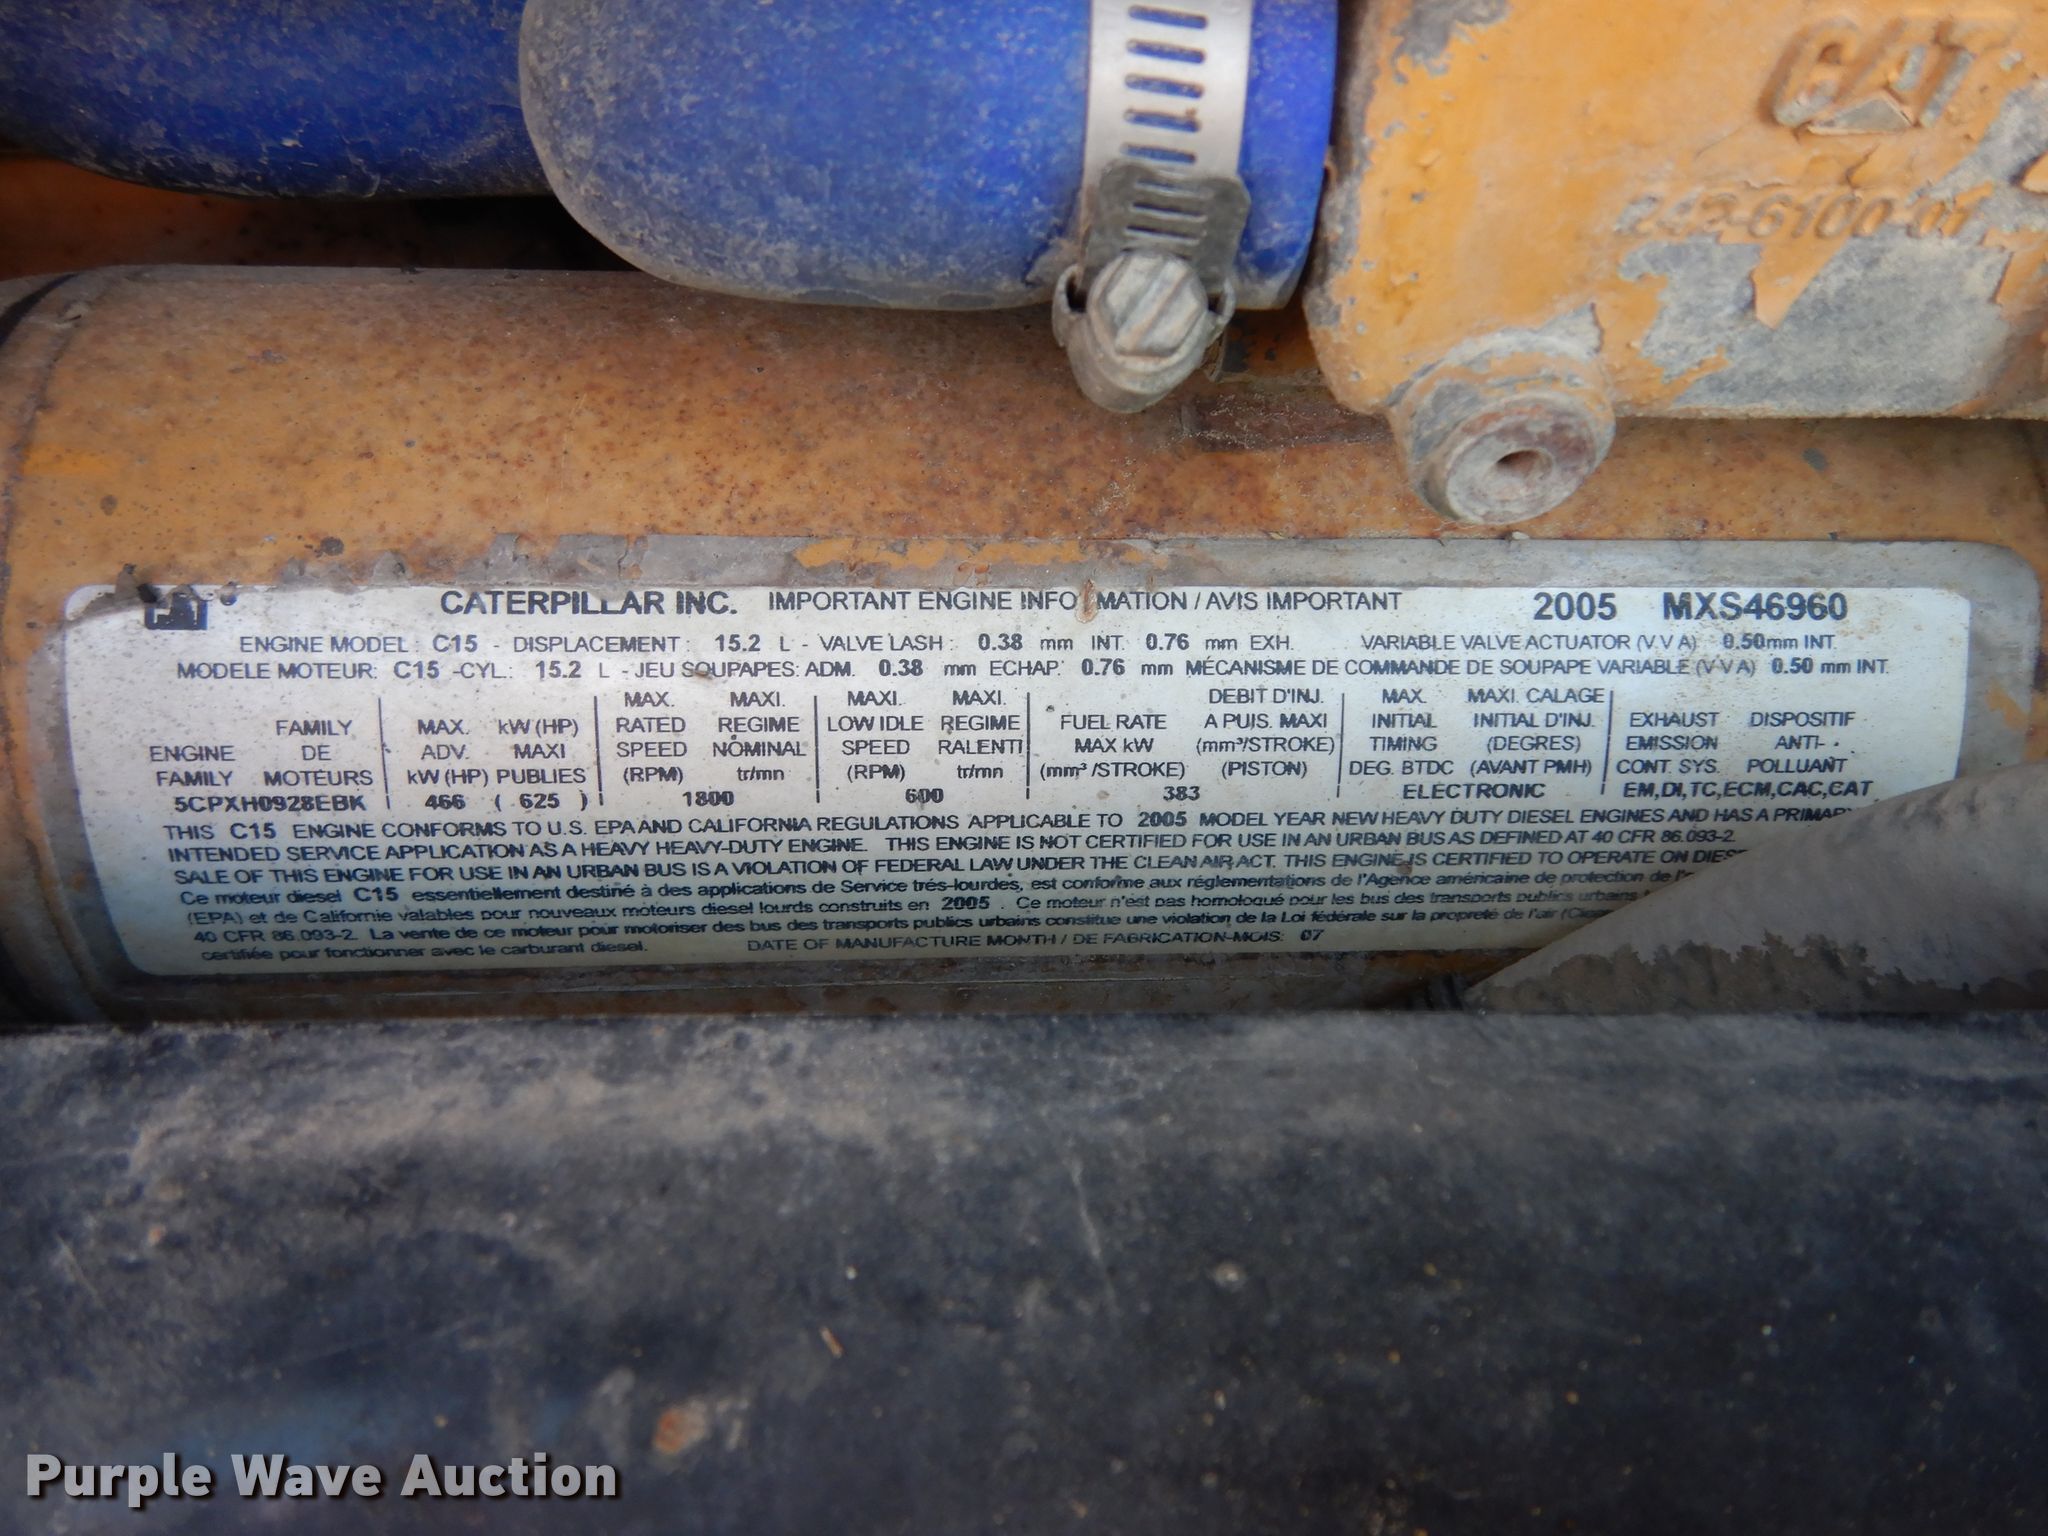 CAT
242-6100-01
CAT
CATERPILLAR INC. IMPORTANT ENGINE INFO MATION / AVIS IMPORTANT 2005 MXS46960
ENGINE MODEL: C15 - DISPLACEMENT: 15.2 L - VALVE LASH: 0.38 mm INT. 0.76 mm EXH. VARIABLE VALVE ACTUATOR (V V A) 0.50mm INT.
MODELE MOTEUR: C15 -CYL.: 15.2 L - JEU SOUPAPES: ADM. 0.38 mm ECHAP: 0.76 mm MÉCANISME DE COMMANDE DE SOUPAPE VARIABLE (V V A) 0.50 mm INT.
MAX. MAXI. MAXI. MAXI. DEBIT D'INJ. MAX. MAXI. CALAGE
FAMILY MAX. kW (HP) RATED REGIME LOW IDLE REGIME FUEL RATE A PUIS. MAXI INITIAL INITIAL D'INJ. EXHAUST DISPOSITIF
ENGINE DE ADV. MAXI SPEED NOMINAL SPEED RALENTI MAX kW (mm³/STROKE) TIMING (DEGRES) EMISSION ANTI-
FAMILY MOTEURS kW (HP) PUBLIES (RPM) tr/mn (RPM) tr/mn (mm³ /STROKE) (PISTON) DEG. BTDC (AVANT PMH) CONT. SYS. POLLUANT
5CPXH0928EBK 466 ( 625 ) 1800 600 383 ELECTRONIC EM,DI,TC,ECM,CAC,CAT
THIS C15 ENGINE CONFORMS TO U.S. EPA AND CALIFORNIA REGULATIONS APPLICABLE TO 2005 MODEL YEAR NEW HEAVY DUTY DIESEL ENGINES AND HAS A PRIMARY
INTENDED SERVICE APPLICATION AS A HEAVY HEAVY-DUTY ENGINE. THIS ENGINE IS NOT CERTIFIED FOR USE IN AN URBAN BUS AS DEFINED AT 40 CFR 86.093-2.
SALE OF THIS ENGINE FOR USE IN AN URBAN BUS IS A VIOLATION OF FEDERAL LAW UNDER THE CLEAN AIR ACT. THIS ENGINE IS CERTIFIED TO OPERATE ON DIES
Ce moteur diesel C15 essentiellement destiné à des applications de Service trés-lourdes, est conforme aux réglementations de l'Agence américaine de protection de l'
(EPA) et de Californie valables pour nouveaux moteurs diesel lourds construits en 2005 . Ce moteur n'est pas homologué pour les bus des transports publics urbains
40 CFR 86.093-2. La vente de ce moteur pour motoriser des bus des transports publics urbains constitue une violation de la Loi fédérale sur la propreté de l'air (Clea
certifiée pour fonctionner avec le carburant diesel. DATE OF MANUFACTURE MONTH / DE FABRICATION-MOIS: 07
Purple Wave Auction